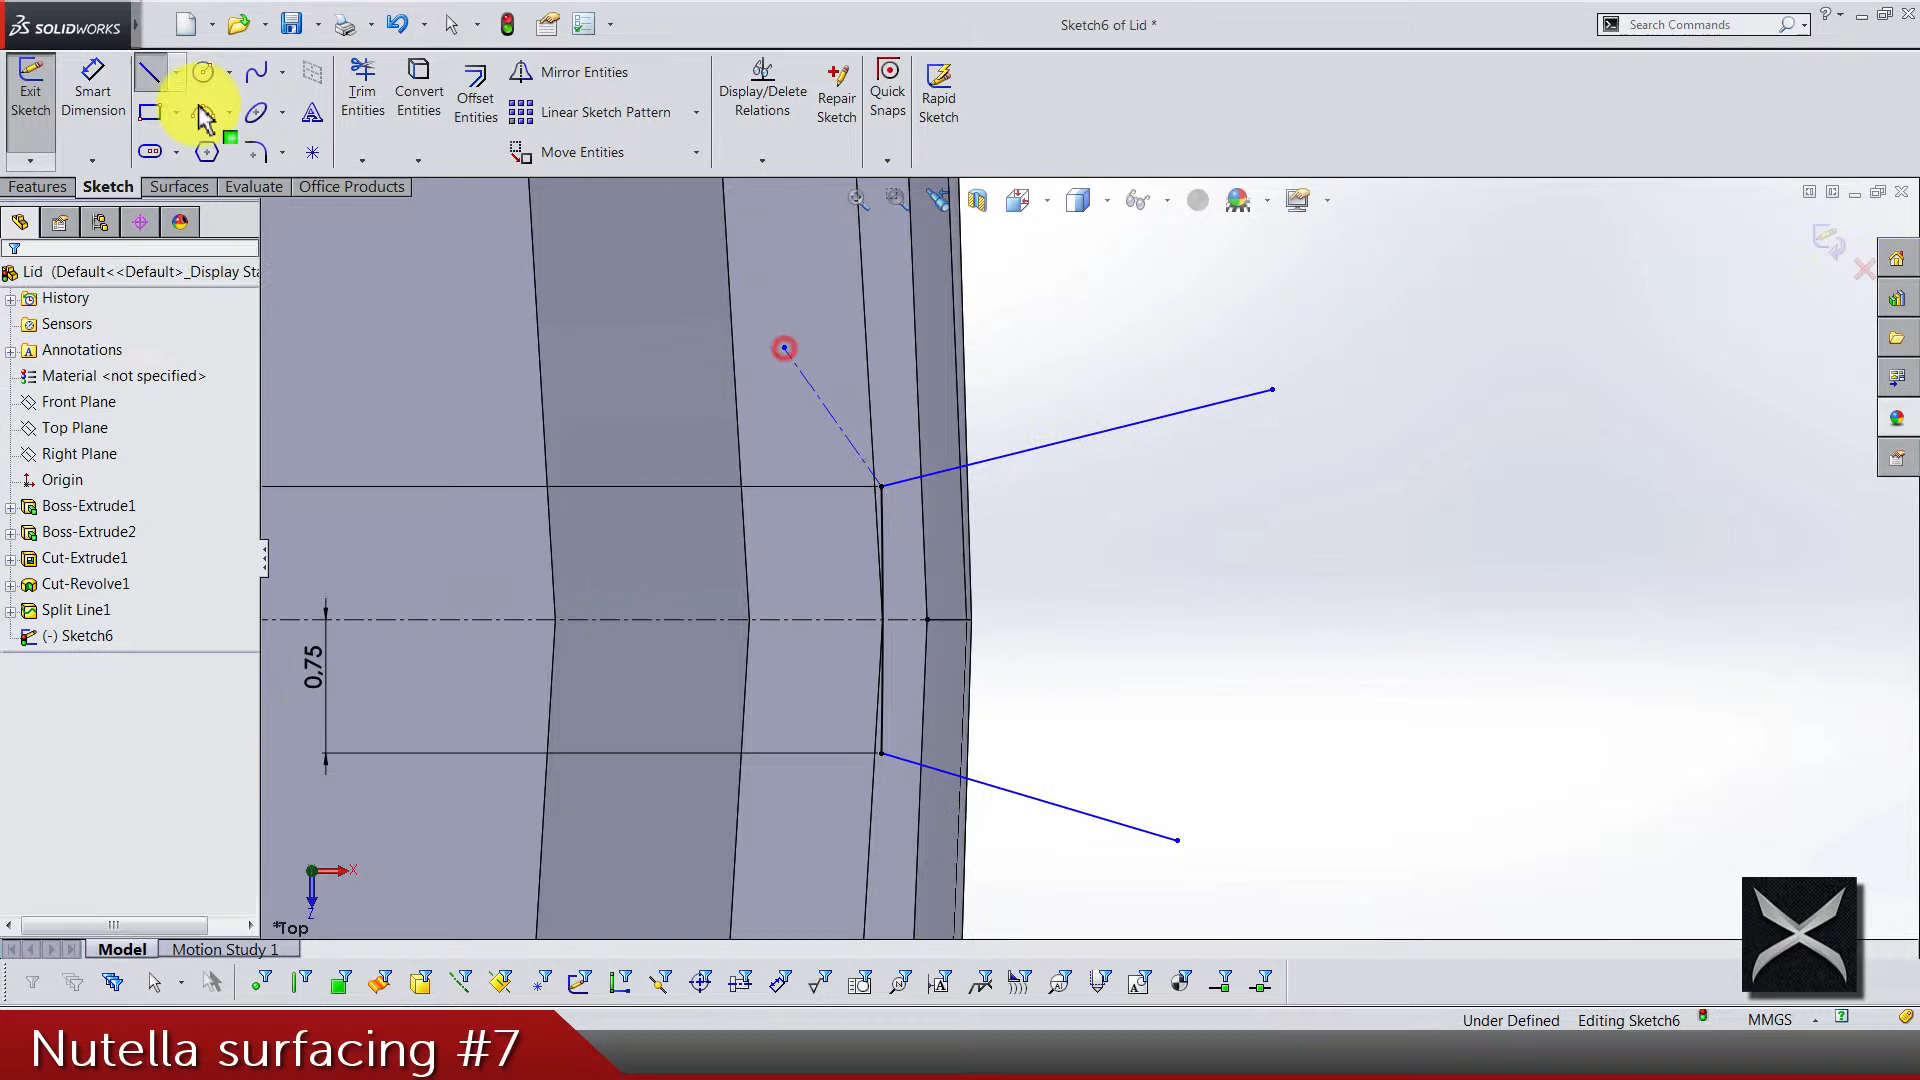 SOLIDWORKS
Sketch6 of Lid *
Search Commands
?
Exit Sketch
Smart Dimension
Trim Entities
Convert Entities
Offset Entities
Mirror Entities
Linear Sketch Pattern
Move Entities
Display/Delete Relations
Repair Sketch
Quick Snaps
Rapid Sketch
Features
Sketch
Surfaces
Evaluate
Office Products
Lid (Default<<Default>_Display Sta
History
Sensors
Annotations
Material <not specified>
Front Plane
Top Plane
Right Plane
Origin
Boss-Extrude1
Boss-Extrude2
Cut-Extrude1
Cut-Revolve1
Split Line1
(-) Sketch6
0,75
X
Z
*Top
Model
Motion Study 1
Under Defined
Editing Sketch6
MMGS
Nutella surfacing #7